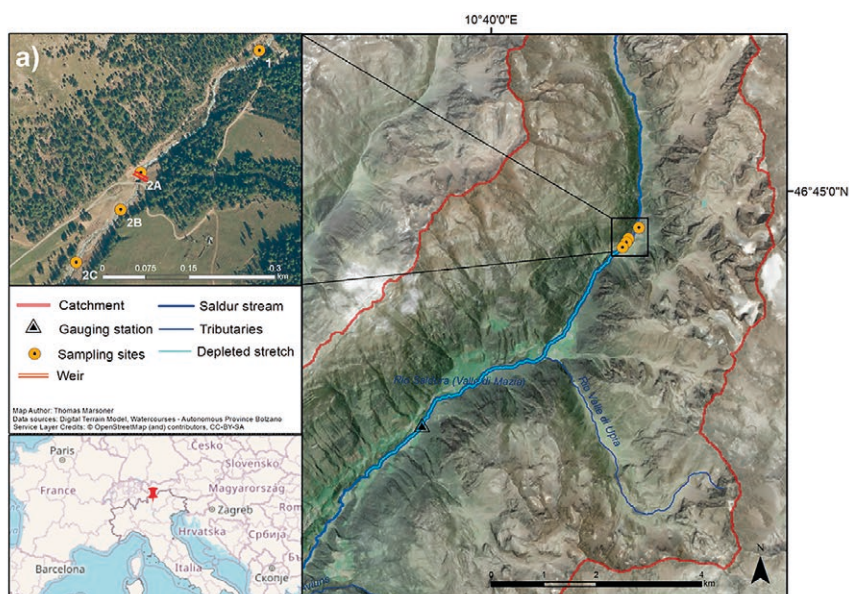 10°40'0"E
a)
1
2A
2B
2C
0 0.075 0.15 0.3
km
46°45'0"N
Catchment
Saldur stream
Gauging station
Tributaries
Sampling sites
Depleted stretch
Weir
Map Author: Thomas Marsoner
Data sources: Digital Terrain Model, Watercourses - Autonomous Province Bolzano
Service Layer Credits: © OpenStreetMap (and) contributors, CC-BY-SA
(Valle di Mazia)
Rio Valle di Upia
Paris
Česko
Slovensko
France
Magyarország
Zagreb
Rom
Hrvatska
Србија
Barcelona
Italia
Скопје
N
0 2 4
km